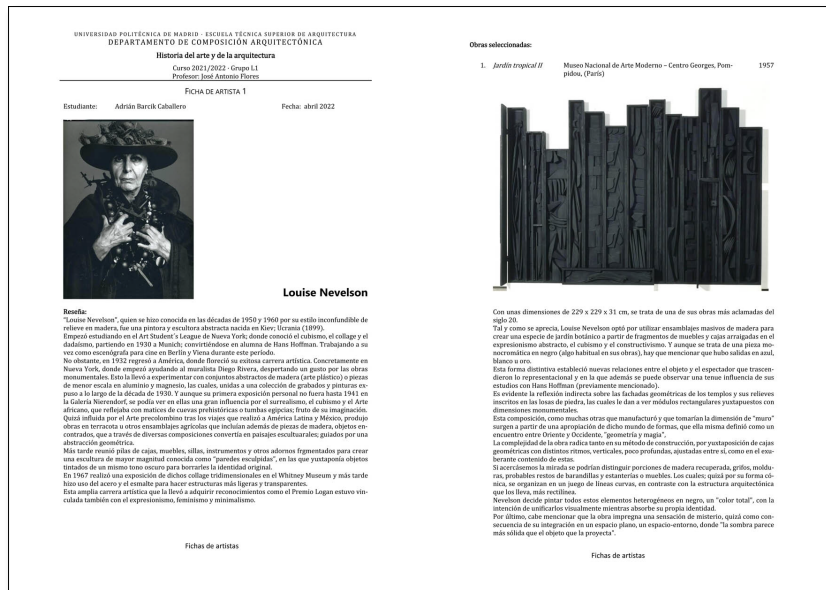 UNIVERSIDAD POLITÉCNICA DE MADRID - ESCUELA TÉCNICA SUPERIOR DE ARQUITECTURA
DEPARTAMENTO DE COMPOSICIÓN ARQUITECTÓNICA
Historia del arte y de la arquitectura
Curso 2021/2022 - Grupo L1
Profesor: José Antonio Flores
FICHA DE ARTISTA 1
Estudiante: Adrián Barcik Caballero Fecha: abril 2022
Louise Nevelson
Reseña:
"Louise Nevelson", quien se hizo conocida en las décadas de 1950 y 1960 por su estilo inconfundible de
relieve en madera, fue una pintora y escultora abstracta nacida en Kiev; Ucrania (1899).
Empezó estudiando en el Art Student´s League de Nueva York; donde conoció el cubismo, el collage y el
dadaísmo, partiendo en 1930 a Munich; convirtiéndose en alumna de Hans Hoffman. Trabajando a su
vez como escenógrafa para cine en Berlín y Viena durante este período.
No obstante, en 1932 regresó a América, donde floreció su exitosa carrera artística. Concretamente en
Nueva York, donde empezó ayudando al muralista Diego Rivera, despertando un gusto por las obras
monumentales. Esto la llevó a experimentar con conjuntos abstractos de madera (arte plástico) o piezas
de menor escala en aluminio y magnesio, las cuales, unidas a una colección de grabados y pinturas ex-
puso a lo largo de la década de 1930. Y aunque su primera exposición personal no fuera hasta 1941 en
la Galería Nierendorf, se podía ver en ellas una gran influencia por el surrealismo, el cubismo y el Arte
africano, que reflejaba con matices de cuevas prehistóricas o tumbas egipcias; fruto de su imaginación.
Quizá influida por el Arte precolombino tras los viajes que realizó a América Latina y México, produjo
obras en terracota u otros ensamblajes agrícolas que incluían además de piezas de madera, objetos en-
contrados, que a través de diversas composiciones convertía en paisajes escultuarales; guiados por una
abstracción geométrica.
Más tarde reunió pilas de cajas, muebles, sillas, instrumentos y otros adornos frgmentados para crear
una escultura de mayor magnitud conocida como "paredes esculpidas", en las que yuxtaponía objetos
tintados de un mismo tono oscuro para borrarles la identidad original.
En 1967 realizó una exposición de dichos collage tridimensionales en el Whitney Museum y más tarde
hizo uso del acero y el esmalte para hacer estructuras más ligeras y transparentes.
Esta amplia carrera artística que la llevó a adquirir reconocimientos como el Premio Logan estuvo vin-
culada también con el expresionismo, feminismo y minimalismo.
Fichas de artistas
Obras seleccionadas:
1. Jardín tropical II Museo Nacional de Arte Moderno – Centro Georges, Pom- 1957
pidou, (París)
Con unas dimensiones de 229 x 229 x 31 cm, se trata de una de sus obras más aclamadas del
siglo 20.
Tal y como se aprecia, Louise Nevelson optó por utilizar ensamblajes masivos de madera para
crear una especie de jardín botánico a partir de fragmentos de muebles y cajas arraigadas en el
expresionismo abstracto, el cubismo y el constructivismo. Y aunque se trata de una pieza mo-
nocromática en negro (algo habitual en sus obras), hay que mencionar que hubo salidas en azul,
blanco u oro.
Esta forma distintiva estableció nuevas relaciones entre el objeto y el espectador que trascen-
dieron lo representacional y en la que además se puede observar una tenue influencia de sus
estudios con Hans Hoffman (previamente mencionado).
Es evidente la reflexión indirecta sobre las fachadas geométricas de los templos y sus relieves
inscritos en las losas de piedra, las cuales le dan a ver módulos rectangulares yuxtapuestos con
dimensiones monumentales.
Esta composición, como muchas otras que manufacturó y que tomarían la dimensión de "muro"
surgen a partir de una apropiación de dicho mundo de formas, que ella misma definió como un
encuentro entre Oriente y Occidente, "geometría y magia".
La complejidad de la obra radica tanto en su método de construcción, por yuxtaposición de cajas
geométricas con distintos ritmos, verticales, poco profundas, ajustadas entre sí, como en el exu-
berante contenido de estas.
Si acercásemos la mirada se podrían distinguir porciones de madera recuperada, grifos, moldu-
ras, probables restos de barandillas y estanterías o muebles. Los cuales; quizá por su forma có-
nica, se organizan en un juego de líneas curvas, en contraste con la estructura arquitectónica
que los lleva, más rectilínea.
Nevelson decide pintar todos estos elementos heterogéneos en negro, un "color total", con la
intención de unificarlos visualmente mientras absorbe su propia identidad.
Por último, cabe mencionar que la obra impregna una sensación de misterio, quizá como con-
secuencia de su integración en un espacio plano, un espacio-entorno, donde "la sombra parece
más sólida que el objeto que la proyecta".
Fichas de artistas